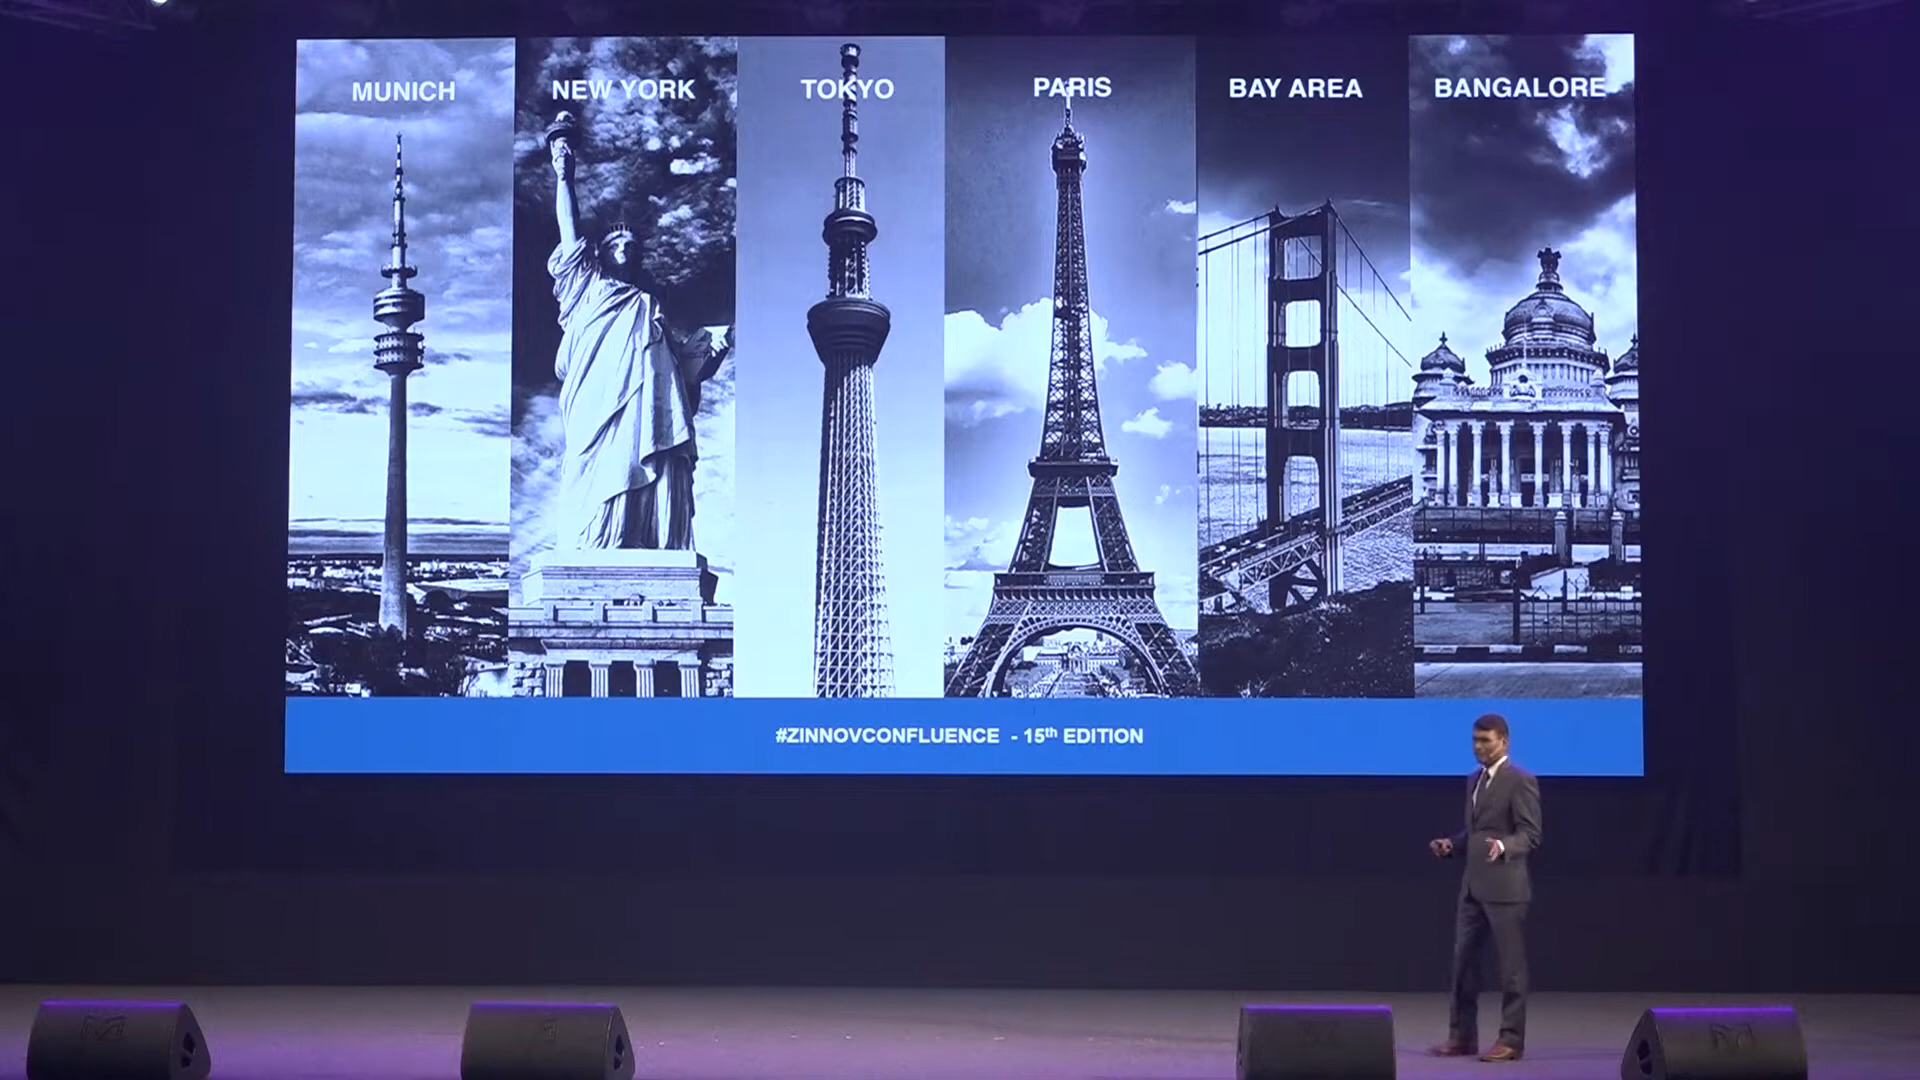 MUNICH
NEW YORK
TOKYO
PARIS
BAY AREA
BANGALORE
#ZINNOVCONFLUENCE - 15th EDITION